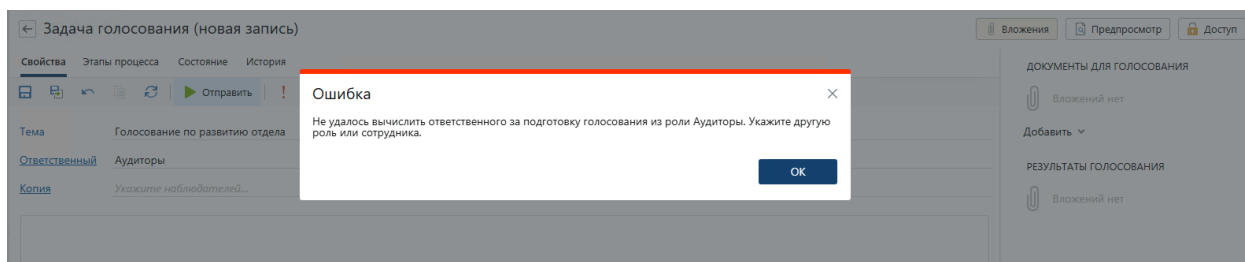 Задача голосования (новая запись)
Вложения
Предпросмотр
Доступ
Свойства Этапы процесса Состояние История
Отправить
Тема Голосование по развитию отдела
Ответственный Аудиторы
Копия Укажите наблюдателей...
Ошибка
Не удалось вычислить ответственного за подготовку голосования из роли Аудиторы. Укажите другую
роль или сотрудника.
ОК
ДОКУМЕНТЫ ДЛЯ ГОЛОСОВАНИЯ
Вложений нет
Добавить
РЕЗУЛЬТАТЫ ГОЛОСОВАНИЯ
Вложений нет